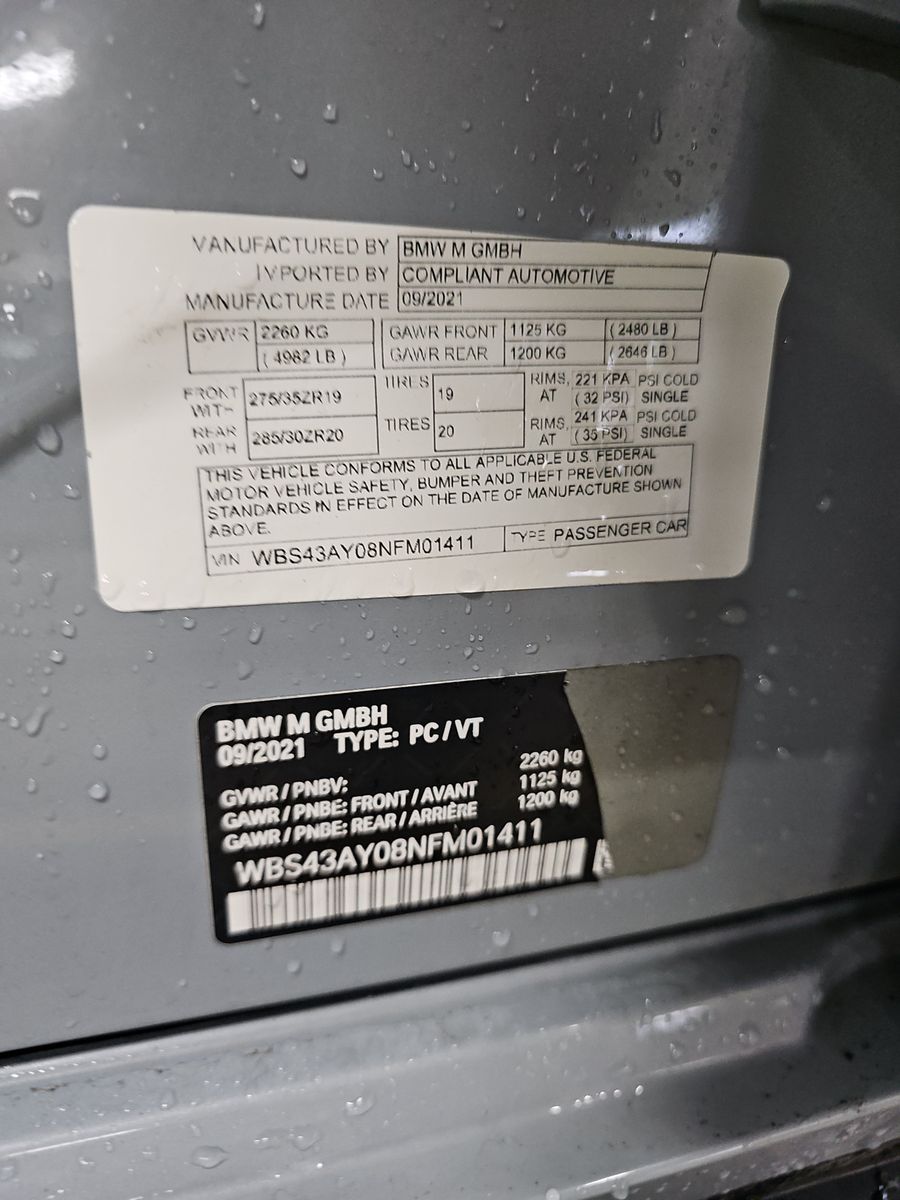 MANUFACTURED BY BMW M GMBH
IMPORTED BY COMPLIANT AUTOMOTIVE
MANUFACTURE DATE 09/2021
GVWR 2260 KG GAWR FRONT 1125 KG ( 2480 LB )
( 4982 LB ) GAWR REAR 1200 KG ( 2646 LB )
FRONT WITH 275/35ZR19 TIRES 19 RIMS, AT 221 KPA ( 32 PSI) PSI COLD SINGLE
REAR WITH 285/30ZR20 TIRES 20 RIMS, AT 241 KPA ( 35 PSI) PSI COLD SINGLE
THIS VEHICLE CONFORMS TO ALL APPLICABLE U.S. FEDERAL
MOTOR VEHICLE SAFETY, BUMPER AND THEFT PREVENTION
STANDARDS IN EFFECT ON THE DATE OF MANUFACTURE SHOWN
ABOVE.
VIN WBS43AY08NFM01411 TYPE PASSENGER CAR
BMW M GMBH
09/2021 TYPE: PC/VT
GVWR/PNBV: 2260 kg
GAWR/PNBE: FRONT/AVANT 1125 kg
GAWR/PNBE: REAR/ARRIÈRE 1200 kg
WBS43AY08NFM01411